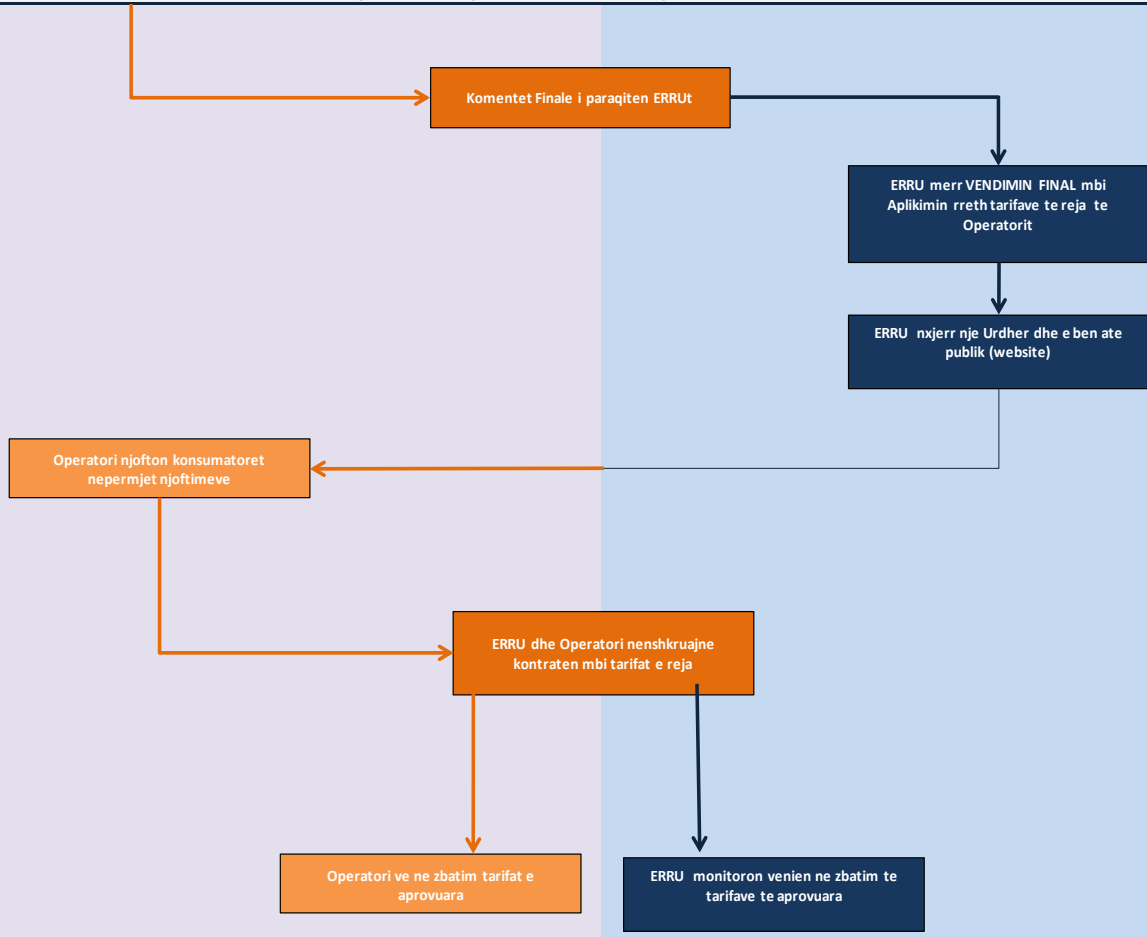 Komentet Finale i paraqiten ERRUt
ERRU merr VENDIMIN FINAL mbi
Aplikimin rreth tarifave te reja te
Operatorit
ERRU nxjerr nje Urdher dhe e ben ate
publik (website)
Operatori njofton konsumatoret
nepermjet njoftimeve
ERRU dhe Operatori nenshkruajne
kontraten mbi tarifat e reja
Operatori ve ne zbatim tarifat e
aprovuara
ERRU monitoron venien ne zbatim te
tarifave te aprovuara